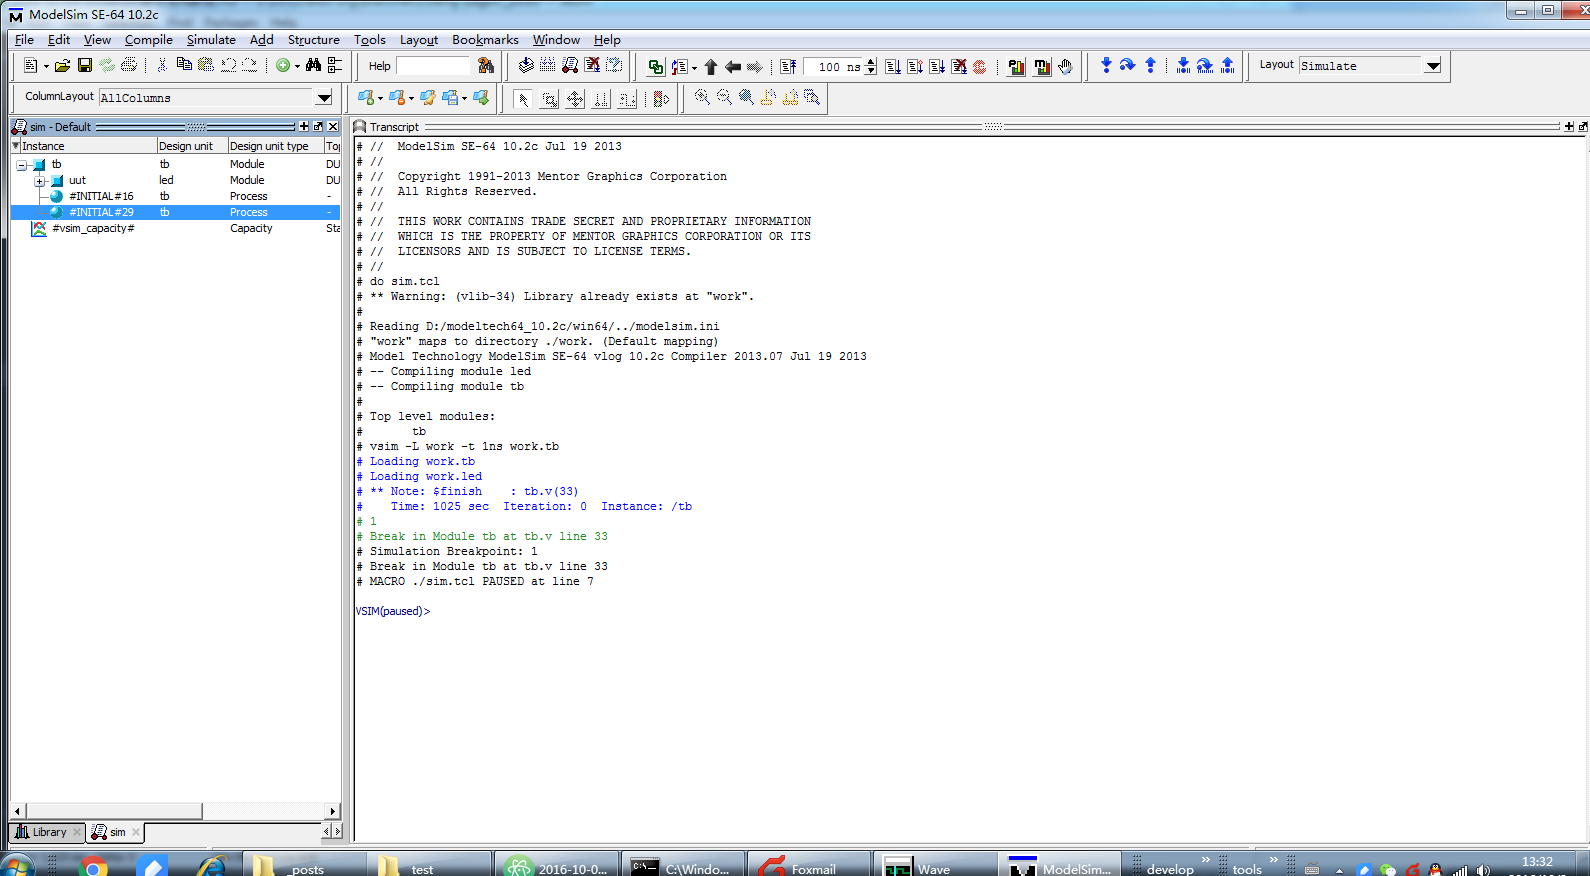 ModelSim SE-64 10.2c
File Edit View Compile Simulate Add Structure Tools Layout Bookmarks Window Help
Help
100 ns
Layout Simulate
ColumnLayout AllColumns
sim - Default
Instance Design unit Design unit type Top
tb tb Module DU
uut led Module DU
#INITIAL#16 tb Process -
#INITIAL#29 tb Process -
#vsim_capacity# Capacity Sta
Library sim
Transcript
# // ModelSim SE-64 10.2c Jul 19 2013
# //
# // Copyright 1991-2013 Mentor Graphics Corporation
# // All Rights Reserved.
# //
# // THIS WORK CONTAINS TRADE SECRET AND PROPRIETARY INFORMATION
# // WHICH IS THE PROPERTY OF MENTOR GRAPHICS CORPORATION OR ITS
# // LICENSORS AND IS SUBJECT TO LICENSE TERMS.
# //
# do sim.tcl
# ** Warning: (vlib-34) Library already exists at "work".
#
# Reading D:/modeltech64_10.2c/win64/../modelsim.ini
# "work" maps to directory ./work. (Default mapping)
# Model Technology ModelSim SE-64 vlog 10.2c Compiler 2013.07 Jul 19 2013
# -- Compiling module led
# -- Compiling module tb
#
# Top level modules:
# tb
# vsim -L work -t 1ns work.tb
# Loading work.tb
# Loading work.led
# ** Note: $finish : tb.v(33)
# Time: 1025 sec Iteration: 0 Instance: /tb
# 1
# Break in Module tb at tb.v line 33
# Simulation Breakpoint: 1
# Break in Module tb at tb.v line 33
# MACRO ./sim.tcl PAUSED at line 7
VSIM(paused)>
_posts test 2016-10-0... C:\Windo... Foxmail Wave ModelSim... develop tools 13:32